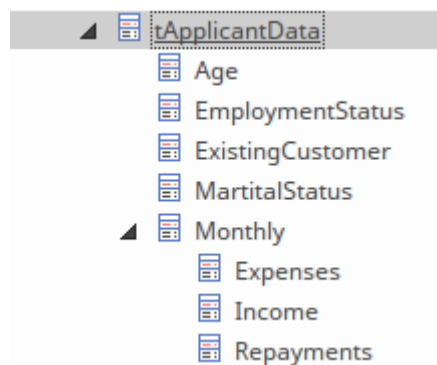 tApplicantData
Age
EmploymentStatus
ExistingCustomer
MartitalStatus
Monthly
Expenses
Income
Repayments